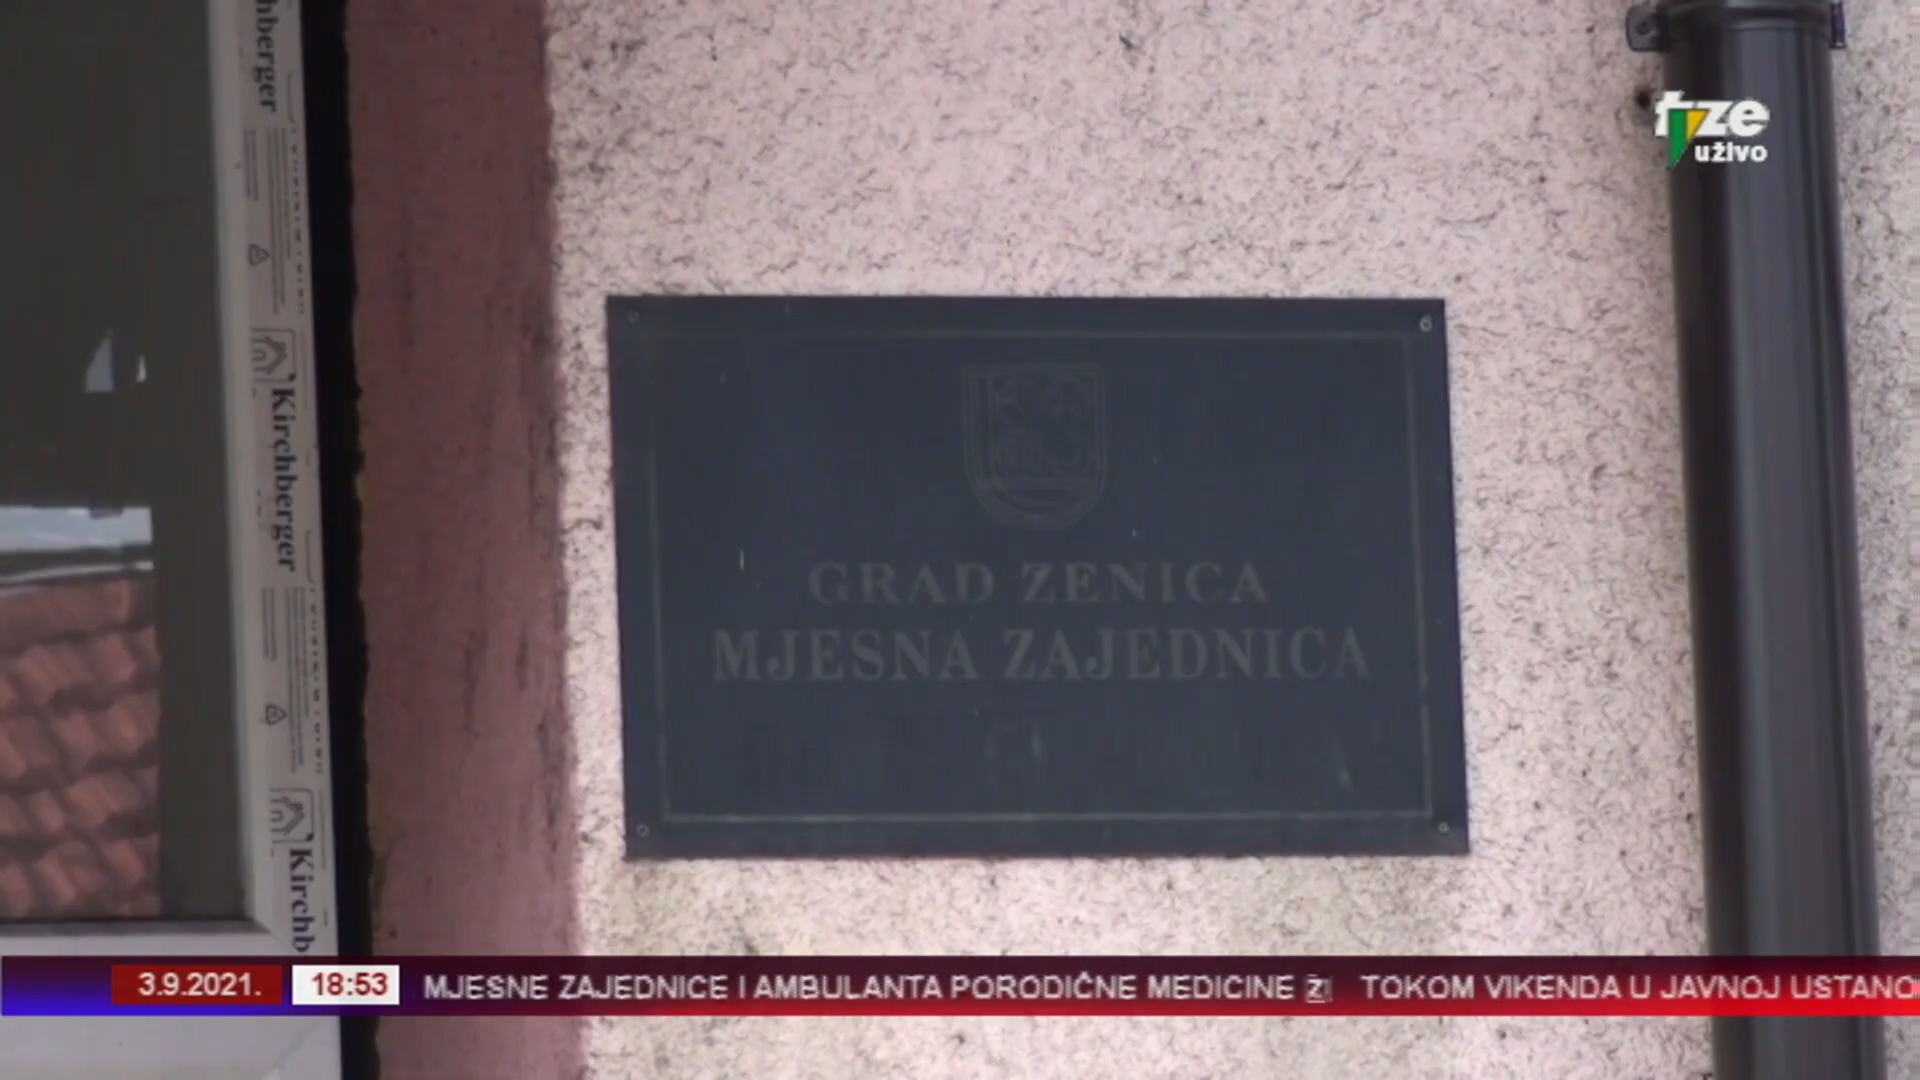 rtvze
uživo
Kirchberger
Kirchberger
Kirchb
GRAD ZENICA
MJESNA ZAJEDNICA
3.9.2021. 18:53 MJESNE ZAJEDNICE I AMBULANTA PORODIČNE MEDICINE TOKOM VIKENDA U JAVNOJ USTANO